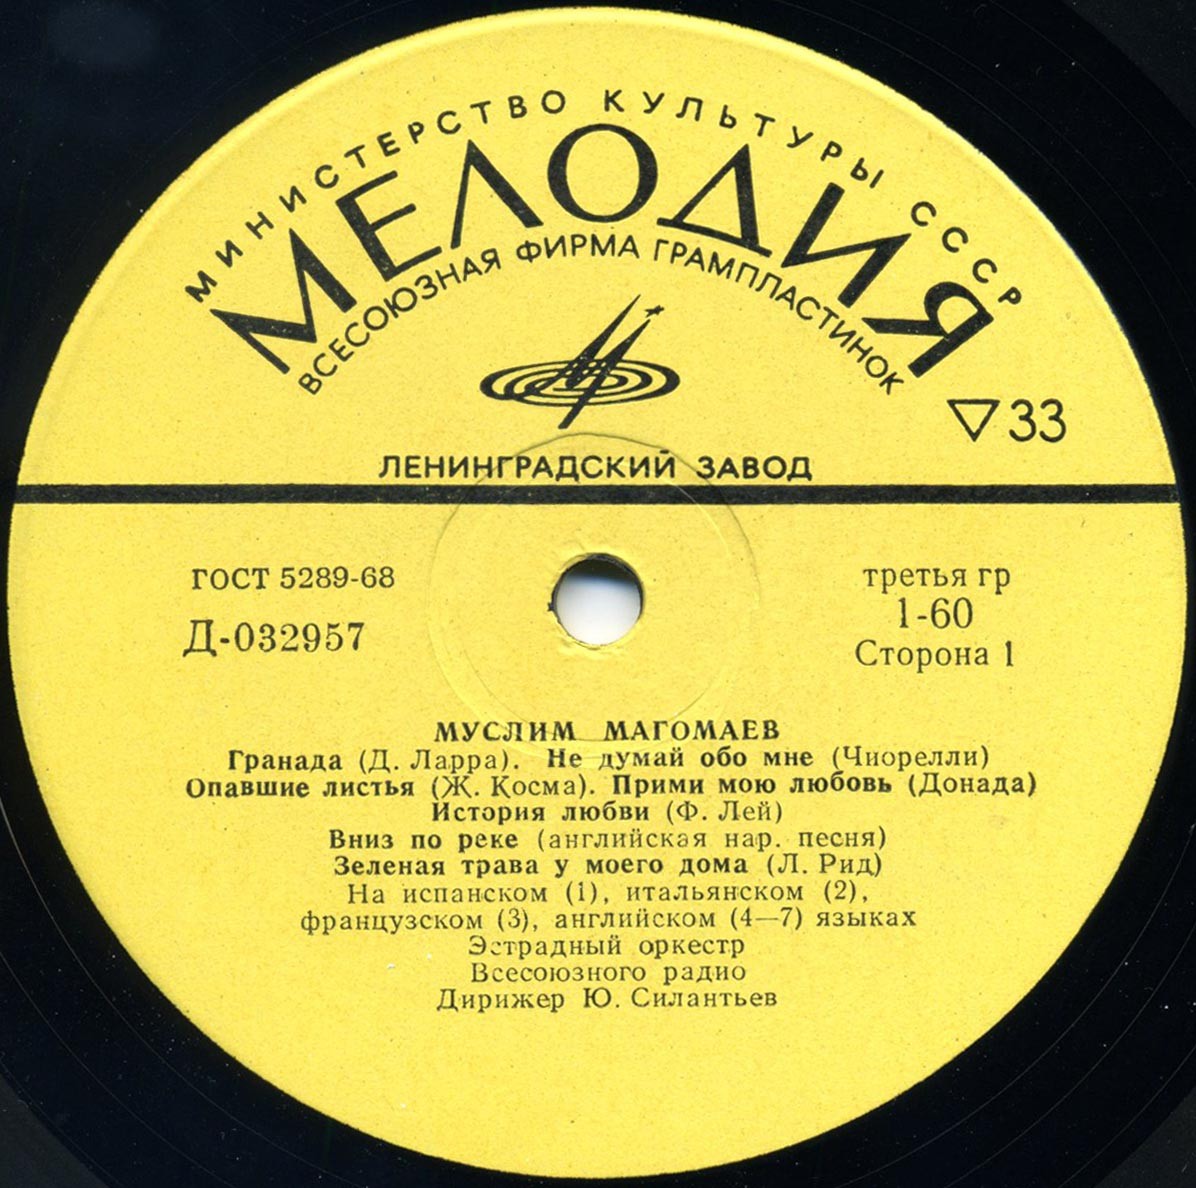 МИНИСТЕРСТВО КУЛЬТУРЫ СССР
МЕЛОДИЯ
ВСЕСОЮЗНАЯ ФИРМА ГРАМПЛАСТИНОК
33
ЛЕНИНГРАДСКИЙ ЗАВОД
ГОСТ 5289-68
Д-032957
третья гр
1-60
Сторона 1
МУСЛИМ МАГОМАЕВ
Гранада (Д. Ларра). Не думай обо мне (Чиорелли)
Опавшие листья (Ж. Косма). Прими мою любовь (Донада)
История любви (Ф. Лей)
Вниз по реке (английская нар. песня)
Зеленая трава у моего дома (Л. Рид)
На испанском (1), итальянском (2),
французском (3), английском (4—7) языках
Эстрадный оркестр
Всесоюзного радио
Дирижер Ю. Силантьев